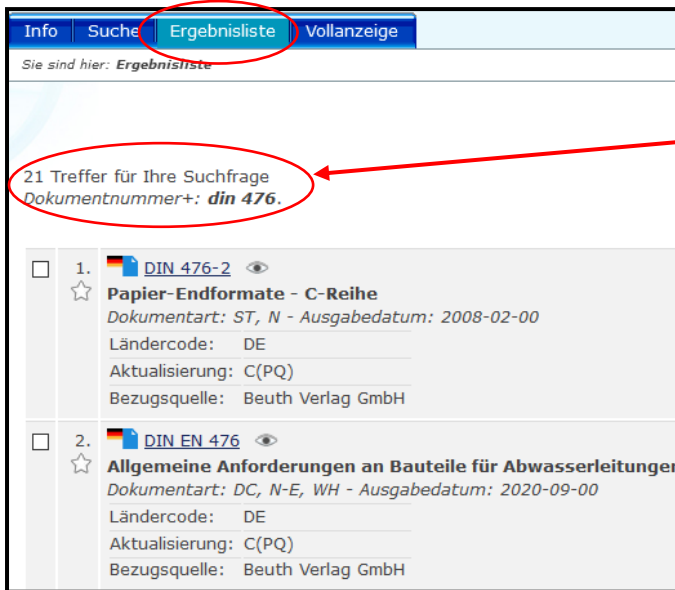 Info Suche Ergebnisliste Vollanzeige
Sie sind hier: Ergebnisliste
21 Treffer für Ihre Suchfrage
Dokumentnummer+: din 476.
1. DIN 476-2
Papier-Endformate - C-Reihe
Dokumentart: ST, N - Ausgabedatum: 2008-02-00
Ländercode: DE
Aktualisierung: C(PQ)
Bezugsquelle: Beuth Verlag GmbH
2. DIN EN 476
Allgemeine Anforderungen an Bauteile für Abwasserleitungen
Dokumentart: DC, N-E, WH - Ausgabedatum: 2020-09-00
Ländercode: DE
Aktualisierung: C(PQ)
Bezugsquelle: Beuth Verlag GmbH